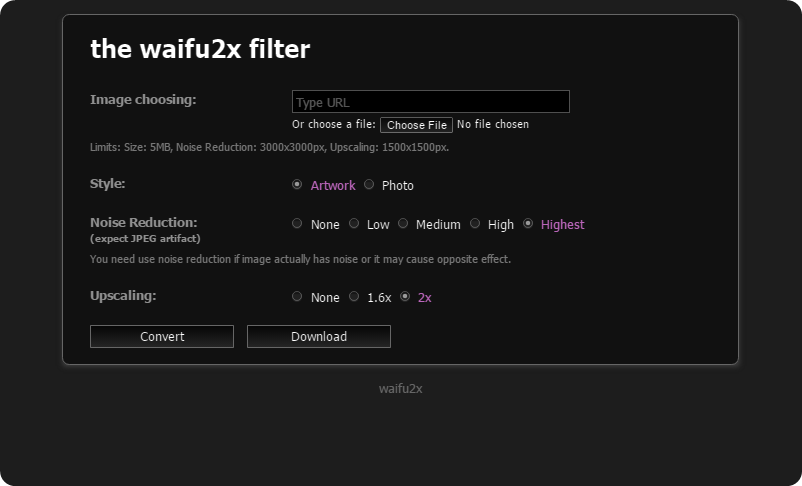 the waifu2x filter
Image choosing:
Type URL
Or choose a file: Choose File No file chosen
Limits: Size: 5MB, Noise Reduction: 3000x3000px, Upscaling: 1500x1500px.
Style: Artwork Photo
Noise Reduction: None Low Medium High Highest
(expect JPEG artifact)
You need use noise reduction if image actually has noise or it may cause opposite effect.
Upscaling: None 1.6x 2x
Convert Download
waifu2x